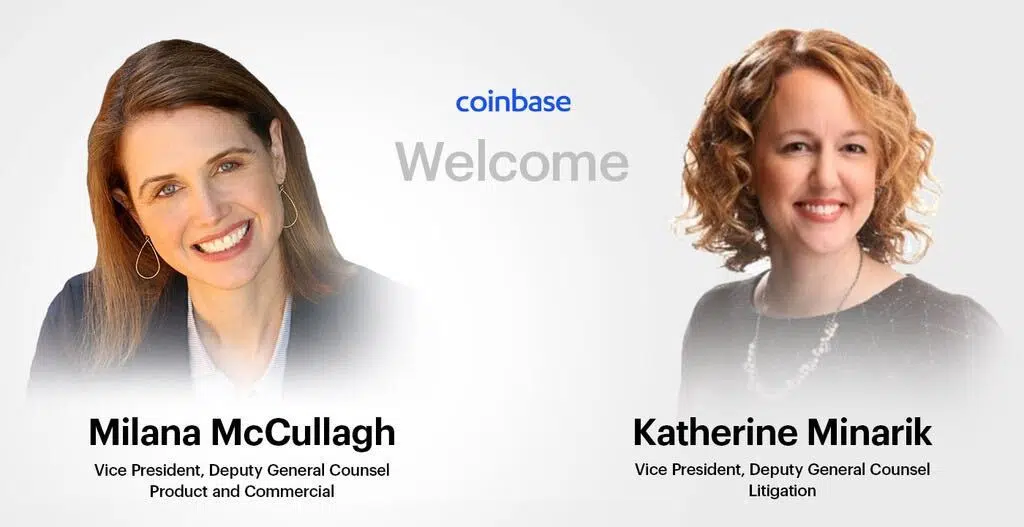 coinbase
Welcome
Milana McCullagh
Vice President, Deputy General Counsel
Product and Commercial
Katherine Minarik
Vice President, Deputy General Counsel
Litigation